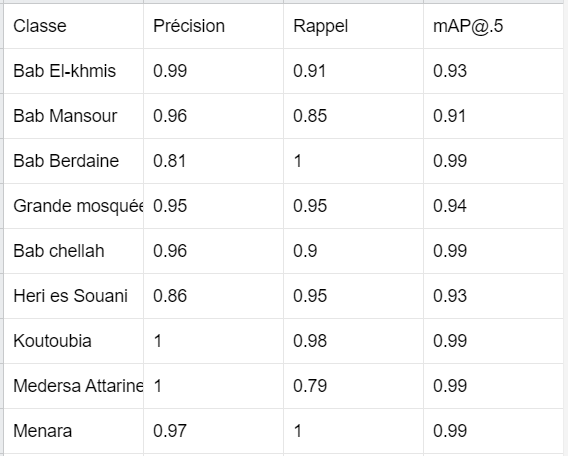 Classe Précision Rappel mAP@.5
Bab El-khmis 0.99 0.91 0.93
Bab Mansour 0.96 0.85 0.91
Bab Berdaine 0.81 1 0.99
Grande mosquée 0.95 0.95 0.94
Bab chellah 0.96 0.9 0.99
Heri es Souani 0.86 0.95 0.93
Koutoubia 1 0.98 0.99
Medersa Attarine 1 0.79 0.99
Menara 0.97 1 0.99